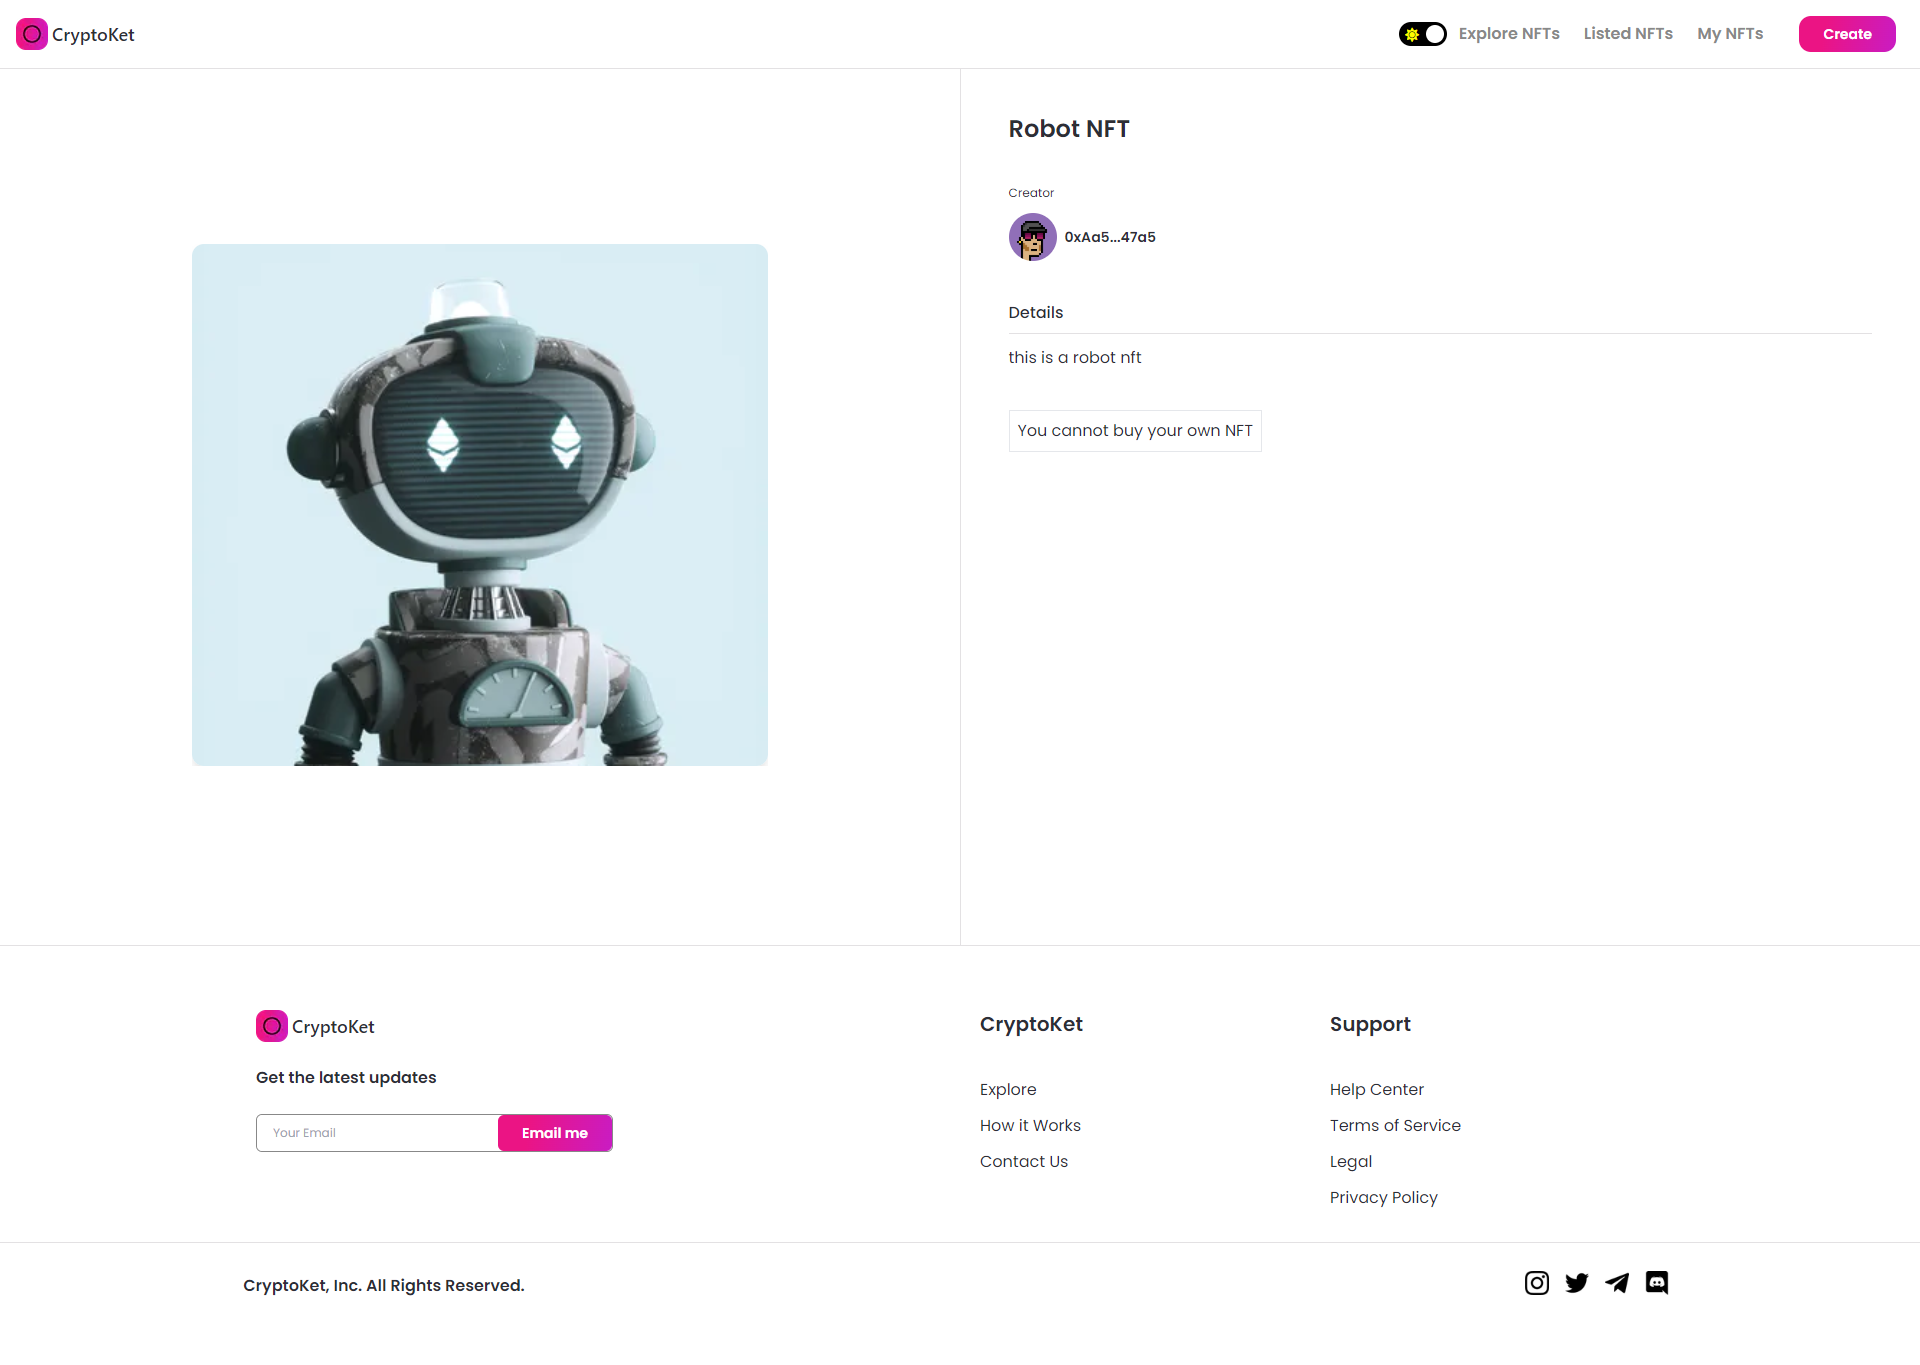 CryptoKet
Explore NFTs
Listed NFTs
My NFTs
Create
Robot NFT
Creator
0xAa5...47a5
Details
this is a robot nft
You cannot buy your own NFT
CryptoKet
Get the latest updates
Your Email
Email me
CryptoKet
Explore
How it Works
Contact Us
Support
Help Center
Terms of Service
Legal
Privacy Policy
CryptoKet, Inc. All Rights Reserved.